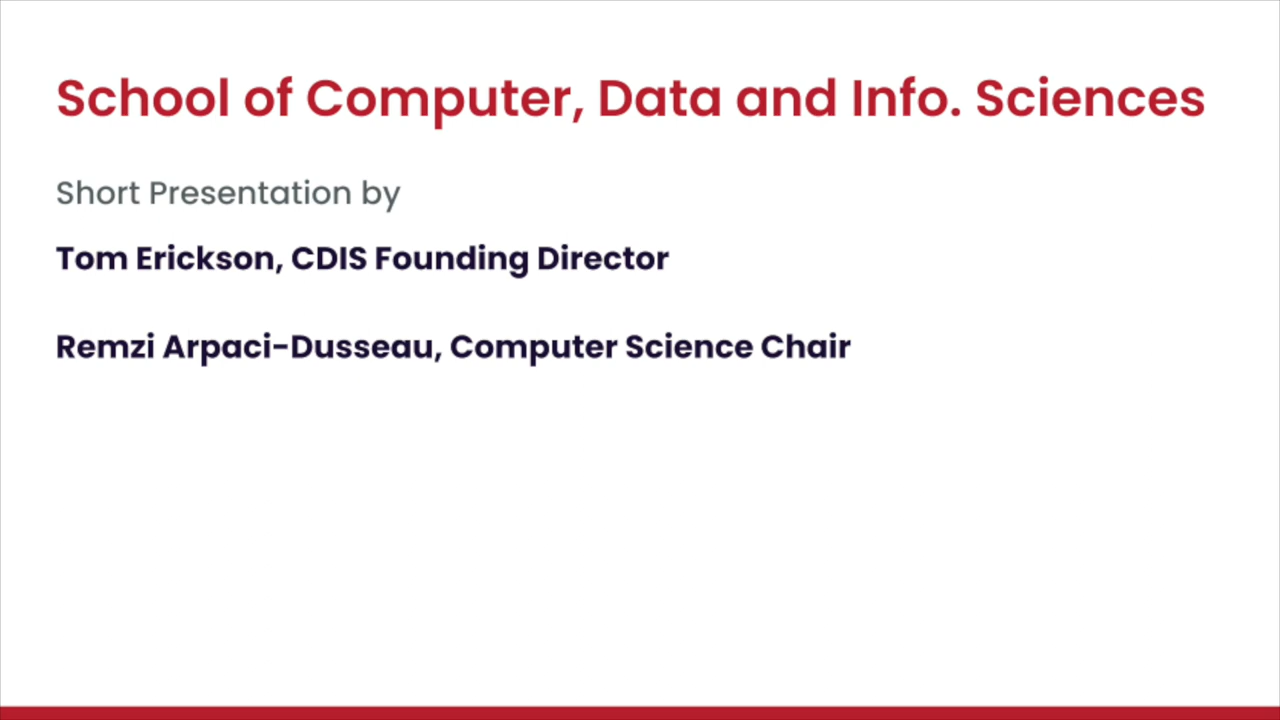 School of Computer, Data and Info. Sciences
Short Presentation by
Tom Erickson, CDIS Founding Director
Remzi Arpaci-Dusseau, Computer Science Chair